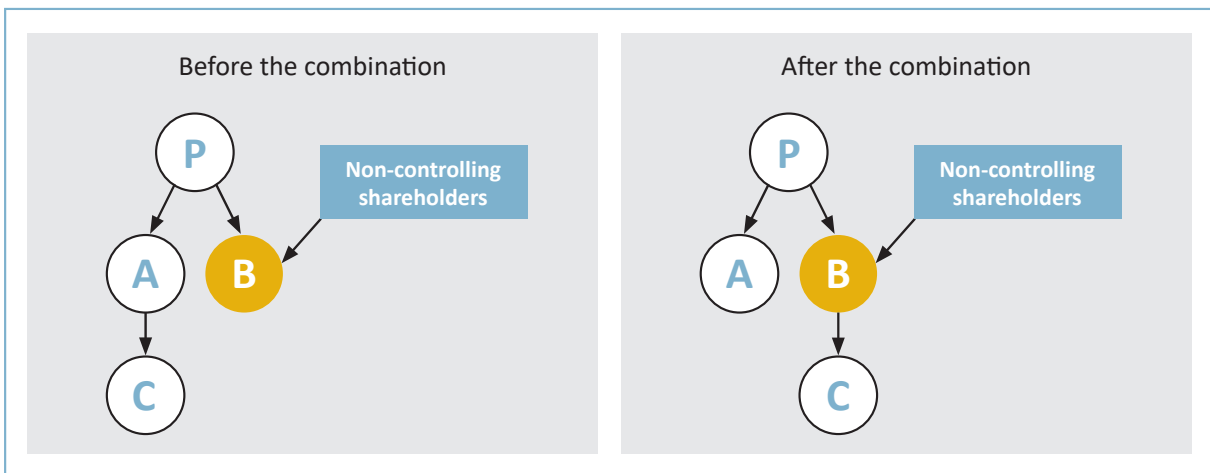 Before the combination
P
Non-controlling
shareholders
A
B
C
After the combination
P
Non-controlling
shareholders
A
B
C